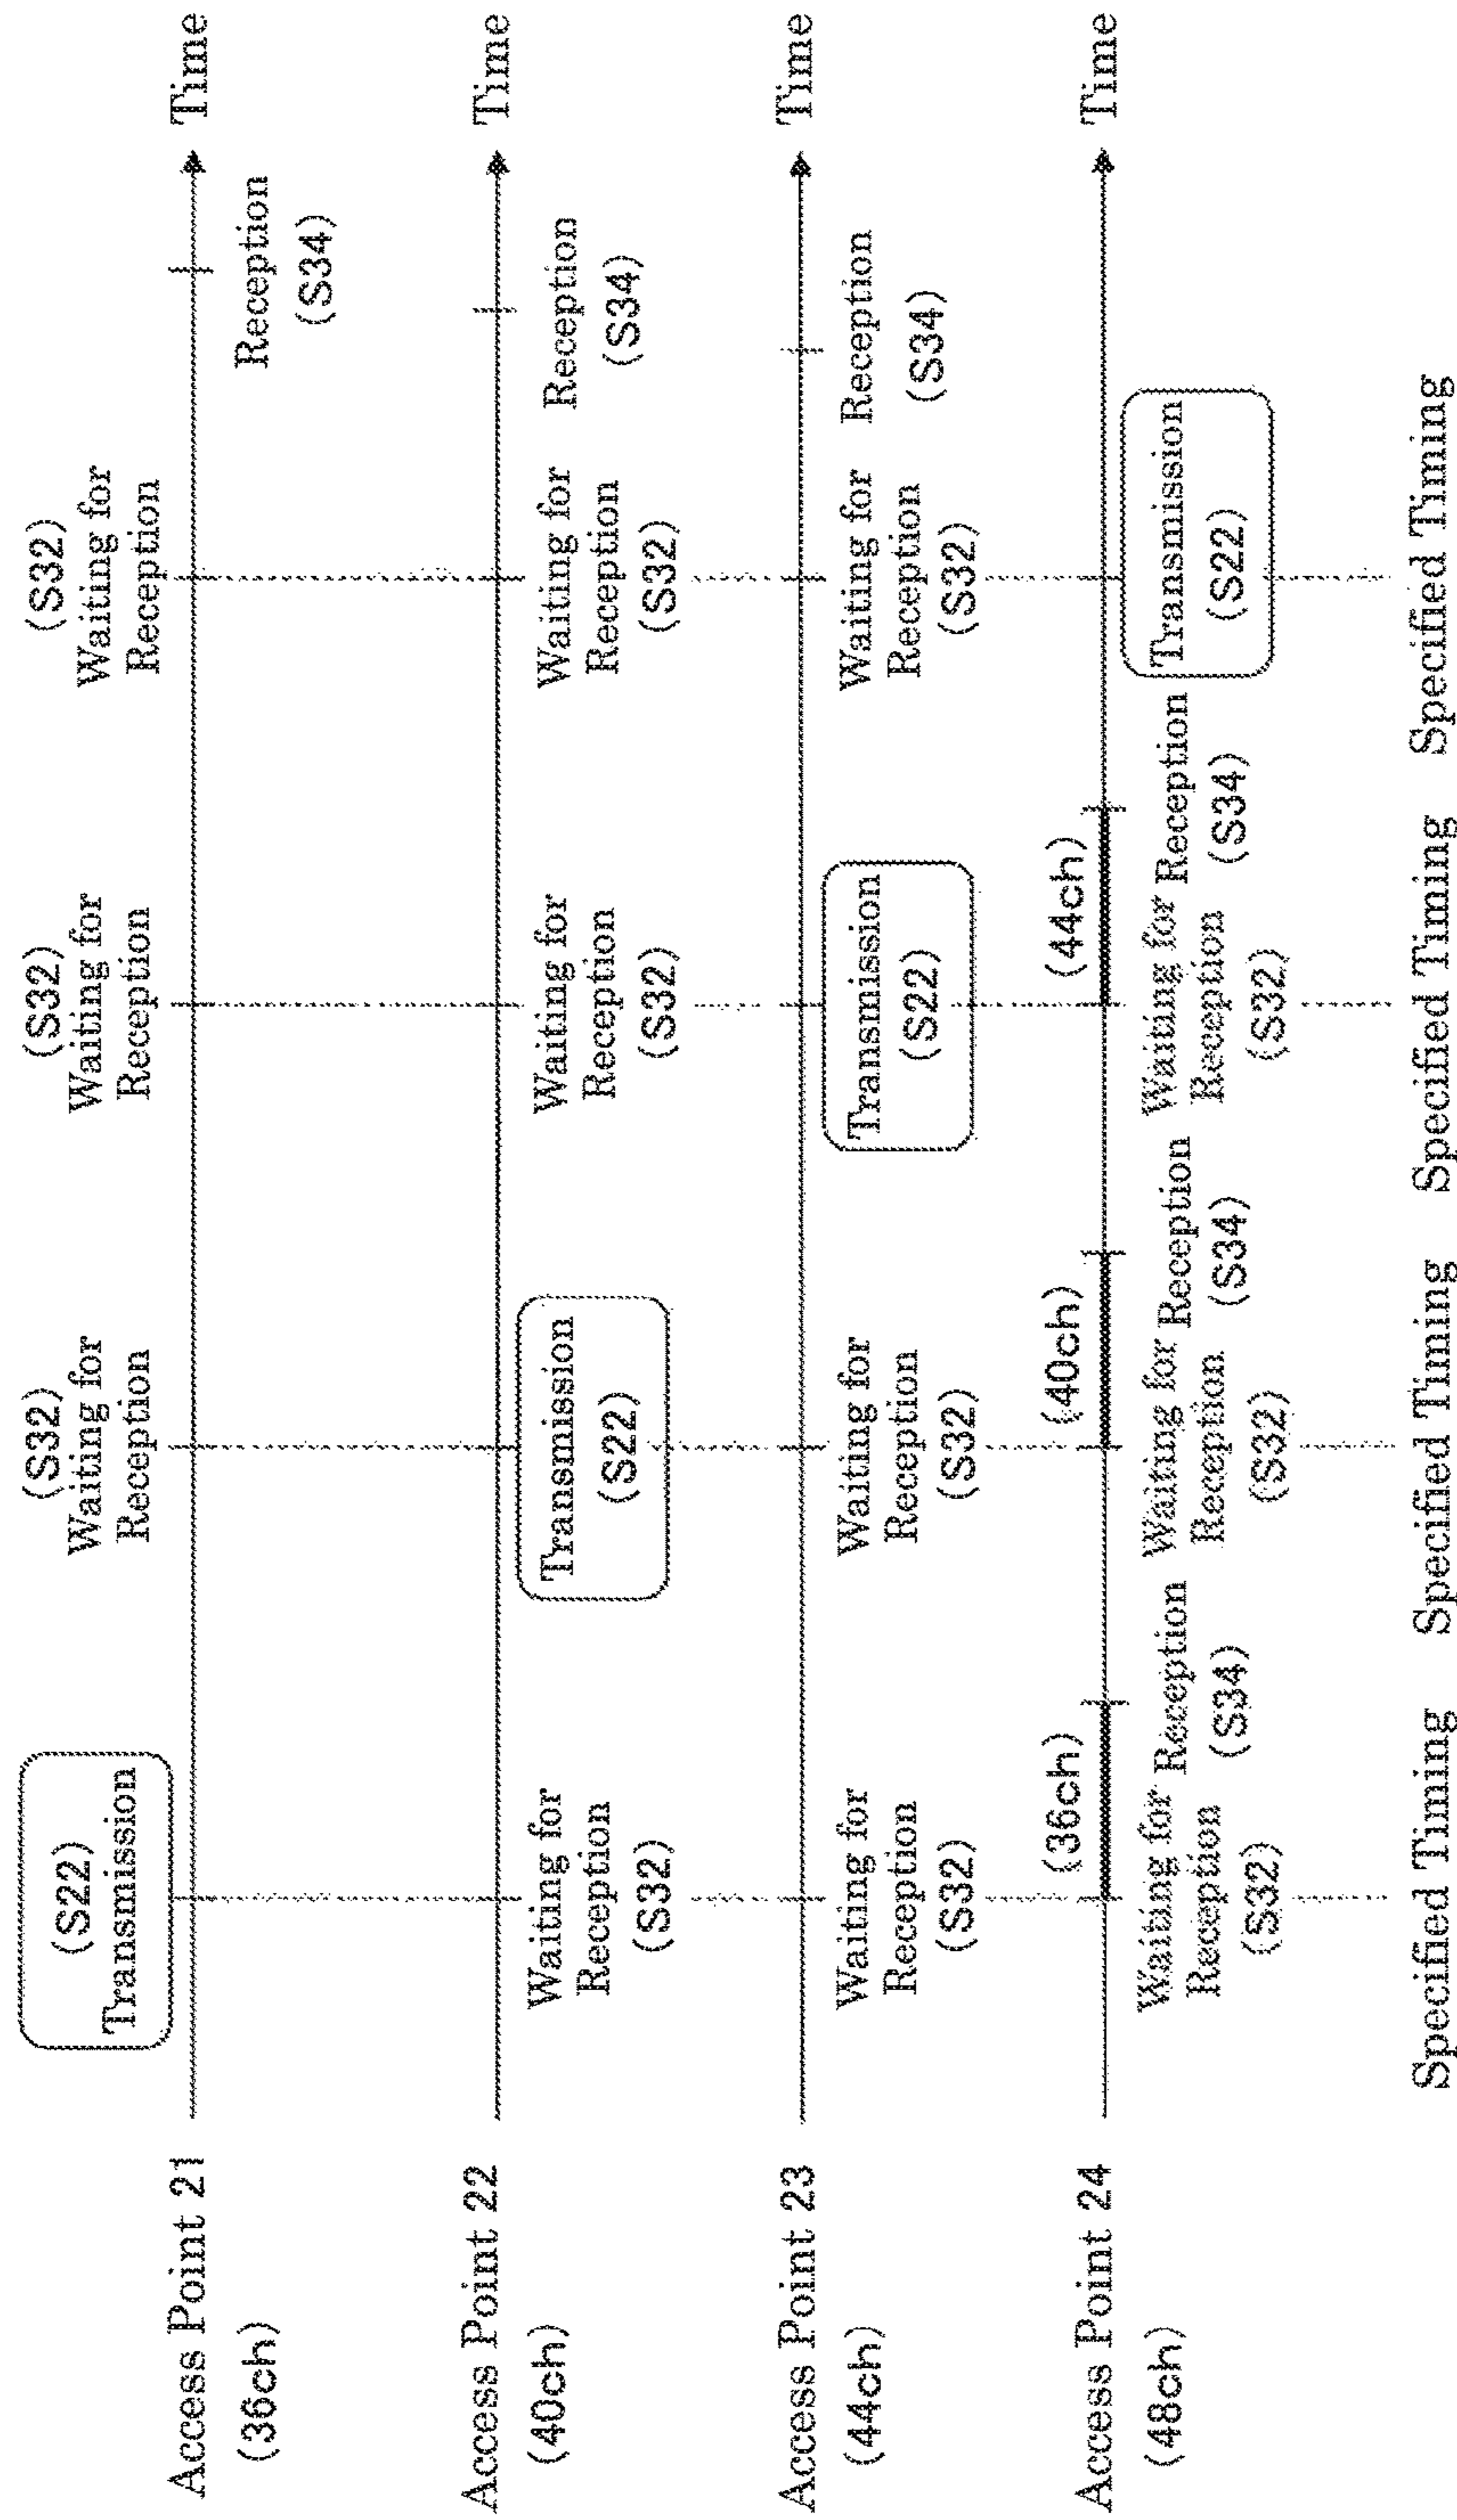 Access Point 21
(36ch)
(S22)
Transmission
(S32)
Waiting for
Reception
(S32)
Waiting for
Reception
(S32)
Waiting for
Reception
Reception
(S34)
Time
Access Point 22
(40ch)
Waiting for
Reception
(S32)
Transmission
(S22)
Waiting for
Reception
(S32)
Waiting for
Reception
(S32)
Reception
(S34)
Time
Access Point 23
(44ch)
Waiting for
Reception
(S32)
Waiting for
Reception
(S32)
Transmission
(S22)
Waiting for
Reception
(S32)
Reception
(S34)
Time
Access Point 24
(48ch)
(36ch)
Waiting for
Reception
(S32)
Reception
(S34)
(40ch)
Waiting for
Reception
(S32)
Reception
(S34)
(44ch)
Waiting for
Reception
(S32)
Reception
(S34)
Transmission
(S22)
Time
Specified Timing
Specified Timing
Specified Timing
Specified Timing